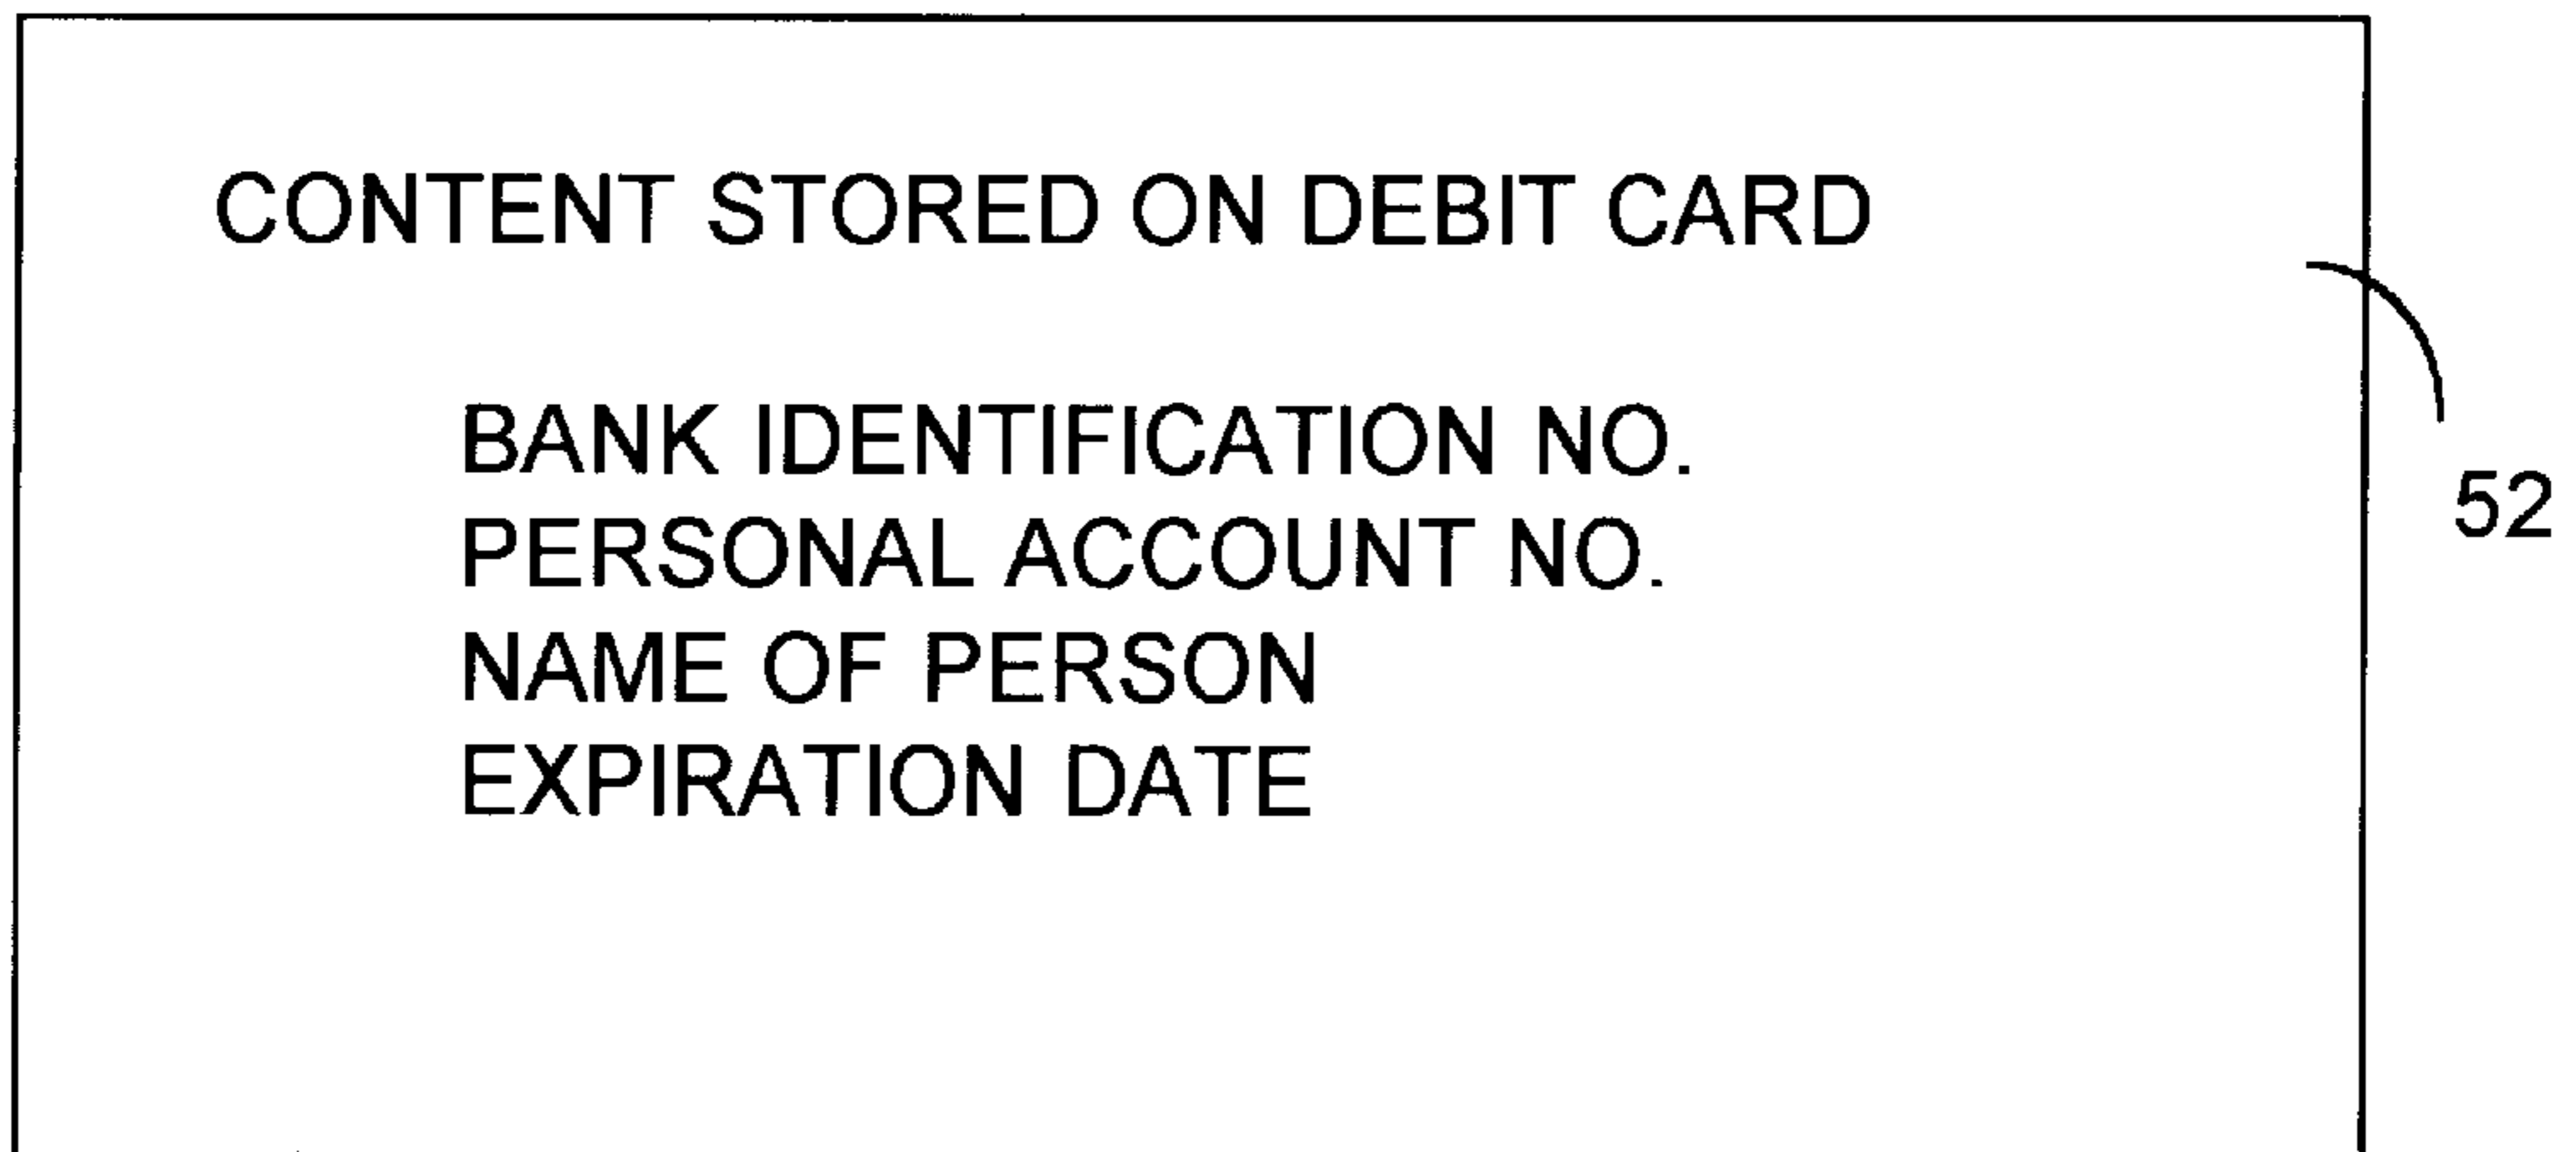 CONTENT STORED ON DEBIT CARD
BANK IDENTIFICATION NO.
PERSONAL ACCOUNT NO.
NAME OF PERSON
EXPIRATION DATE
52